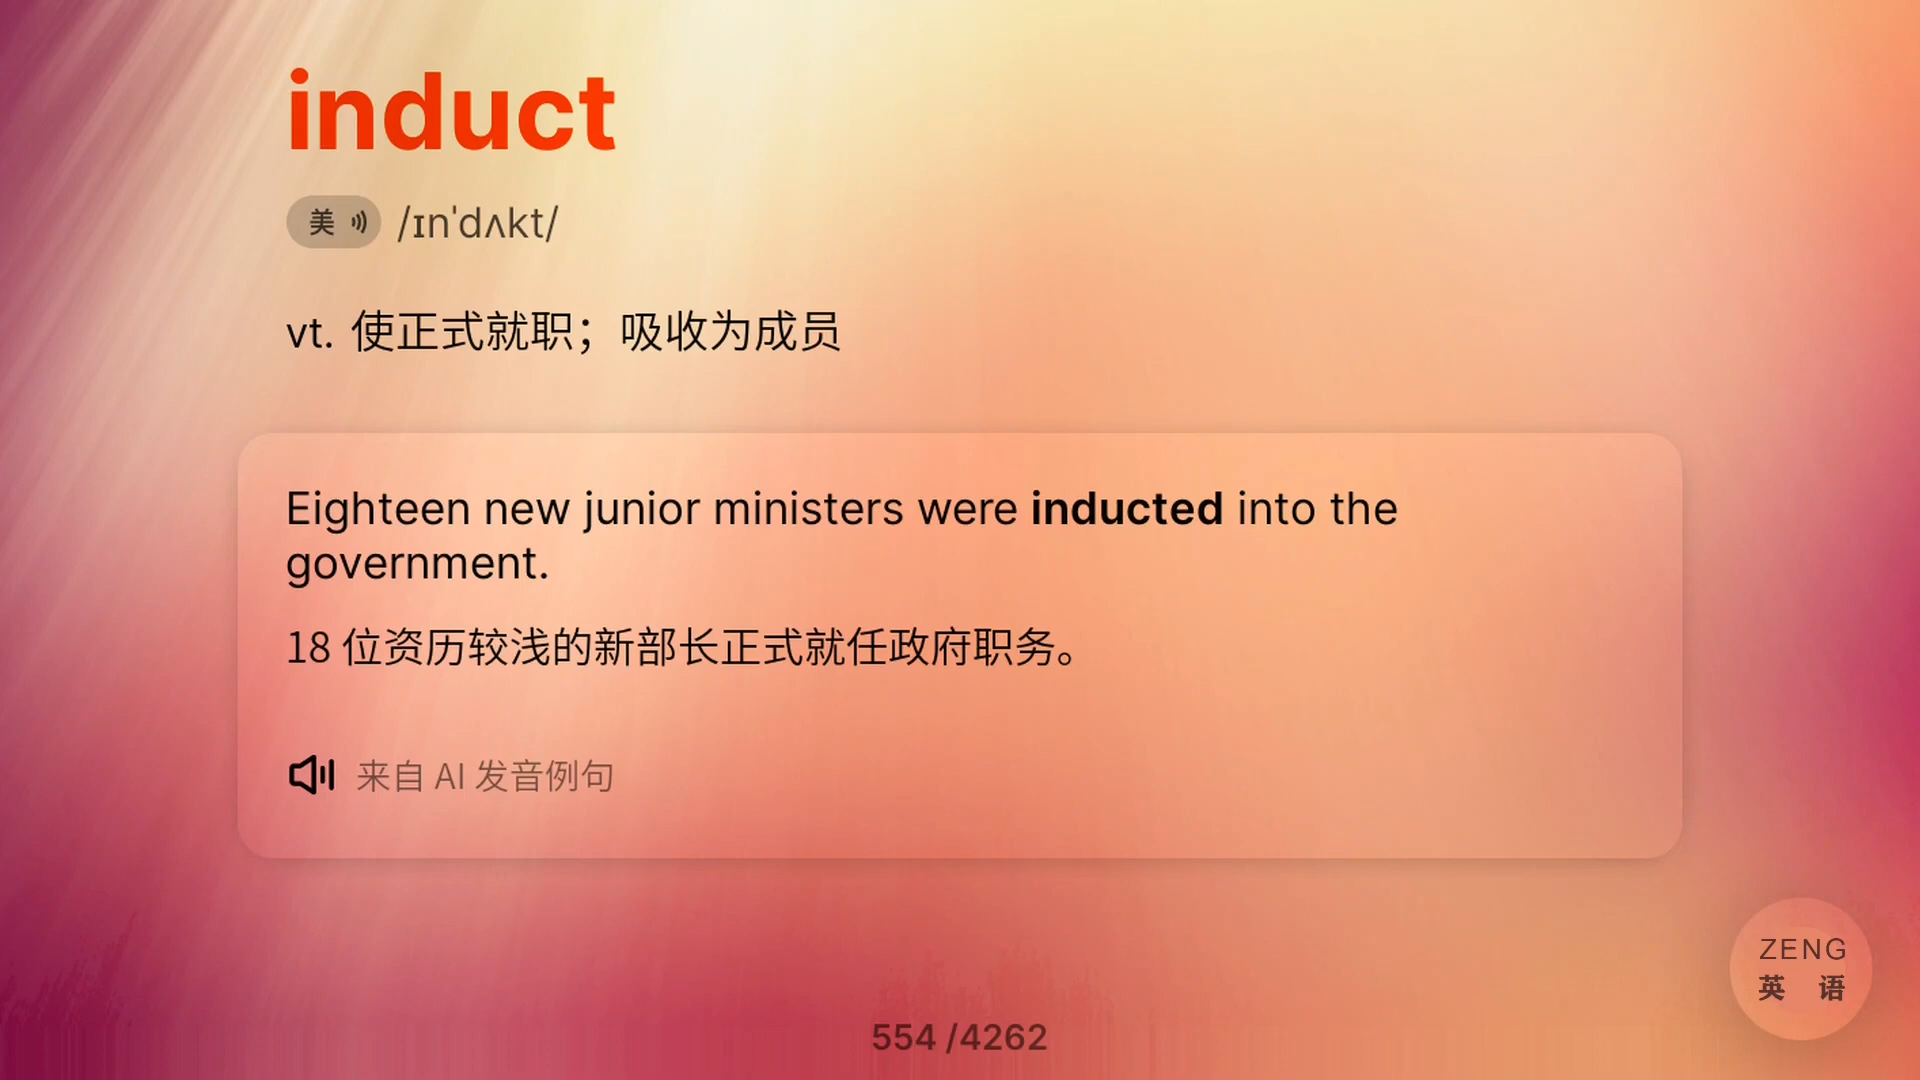 induct
美 /ɪnˈdʌkt/
vt. 使正式就职；吸收为成员
Eighteen new junior ministers were inducted into the
government.
18 位资历较浅的新部长正式就任政府职务。
来自 AI 发音例句
ZENG
英 语
554 /4262